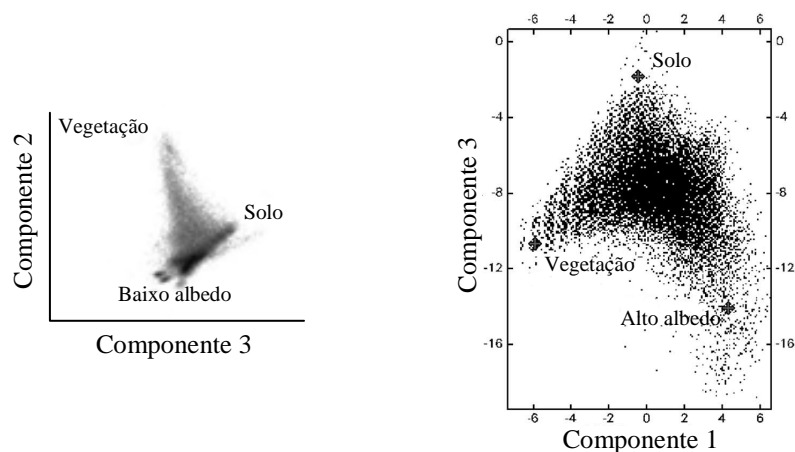 Componente 2
Vegetação
Solo
Baixo albedo
Componente 3
-6 -4 -2 0 2 4 6
Componente 3
0
-4
-8
-12
-16
0
-4
-8
-12
-16
Solo
Vegetação
Alto albedo
-6 -4 -2 0 2 4 6
Componente 1